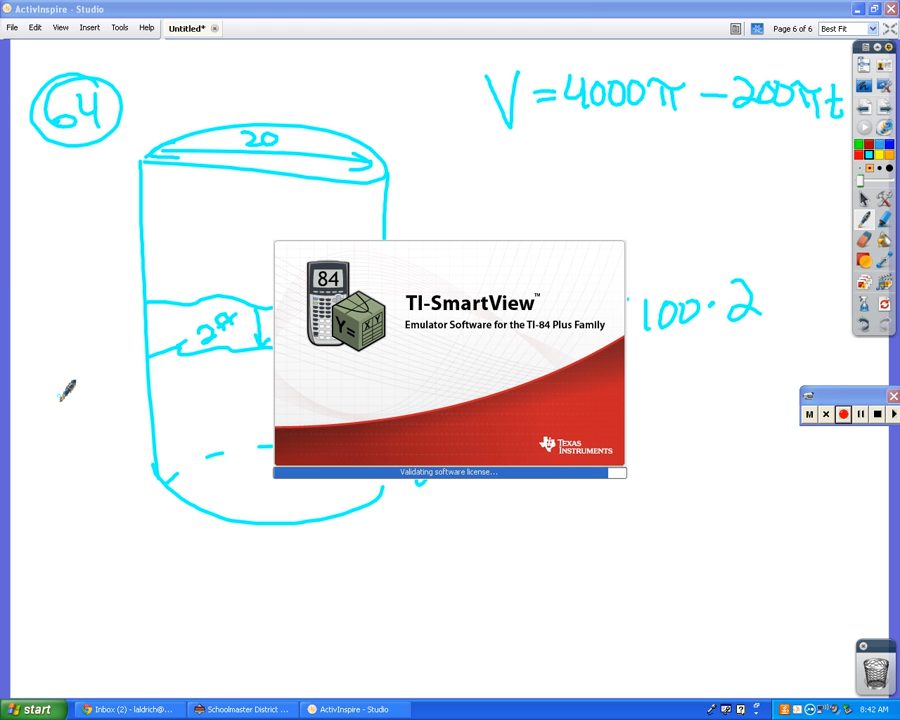 ActivInspire - Studio
File Edit View Insert Tools Help Untitled* Page 6 of 6 Best Fit
64
V = 4000π - 200πt
20
84
TI-SmartView™
Emulator Software for the TI-84 Plus Family
Y= X Y
2ft
100 · 2
M
TEXAS INSTRUMENTS
Validating software license...
start Inbox (2) - laldrich@... Schoolmaster District ... ActivInspire - Studio 8:42 AM